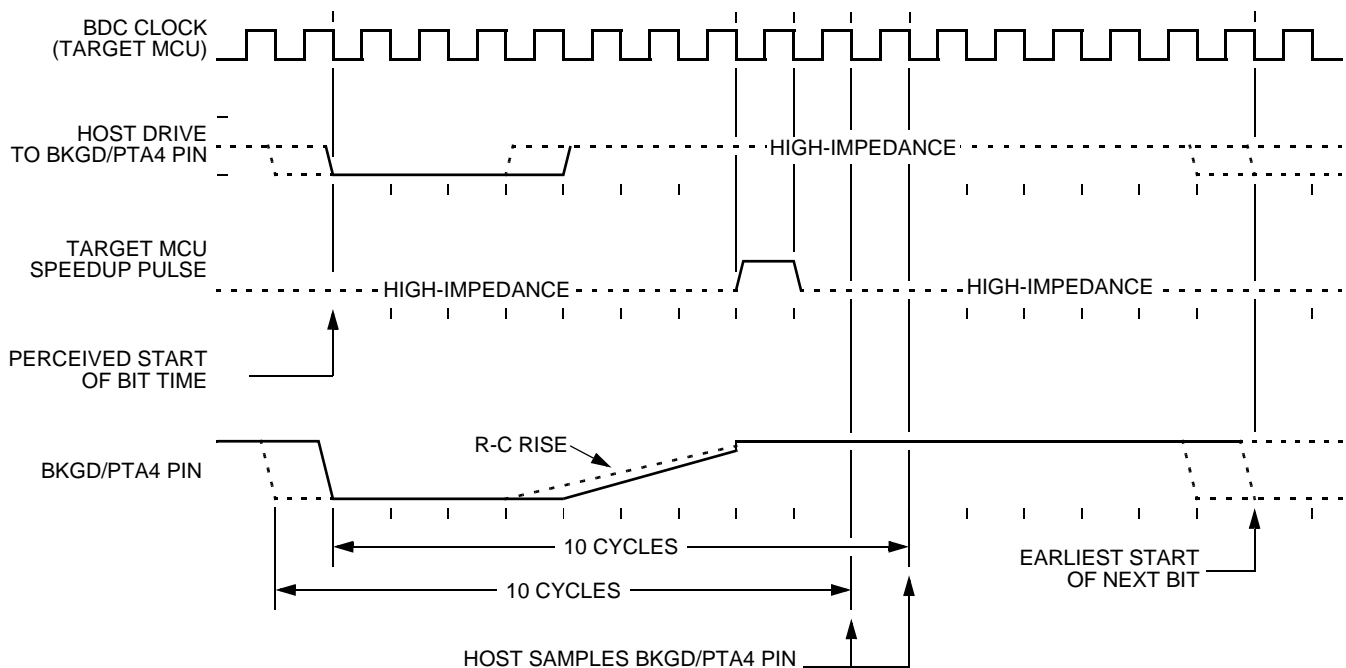 BDC CLOCK
(TARGET MCU)
HOST DRIVE
TO BKGD/PTA4 PIN
HIGH-IMPEDANCE
TARGET MCU
SPEEDUP PULSE
HIGH-IMPEDANCE
HIGH-IMPEDANCE
PERCEIVED START
OF BIT TIME
R-C RISE
BKGD/PTA4 PIN
10 CYCLES
EARLIEST START
OF NEXT BIT
10 CYCLES
HOST SAMPLES BKGD/PTA4 PIN